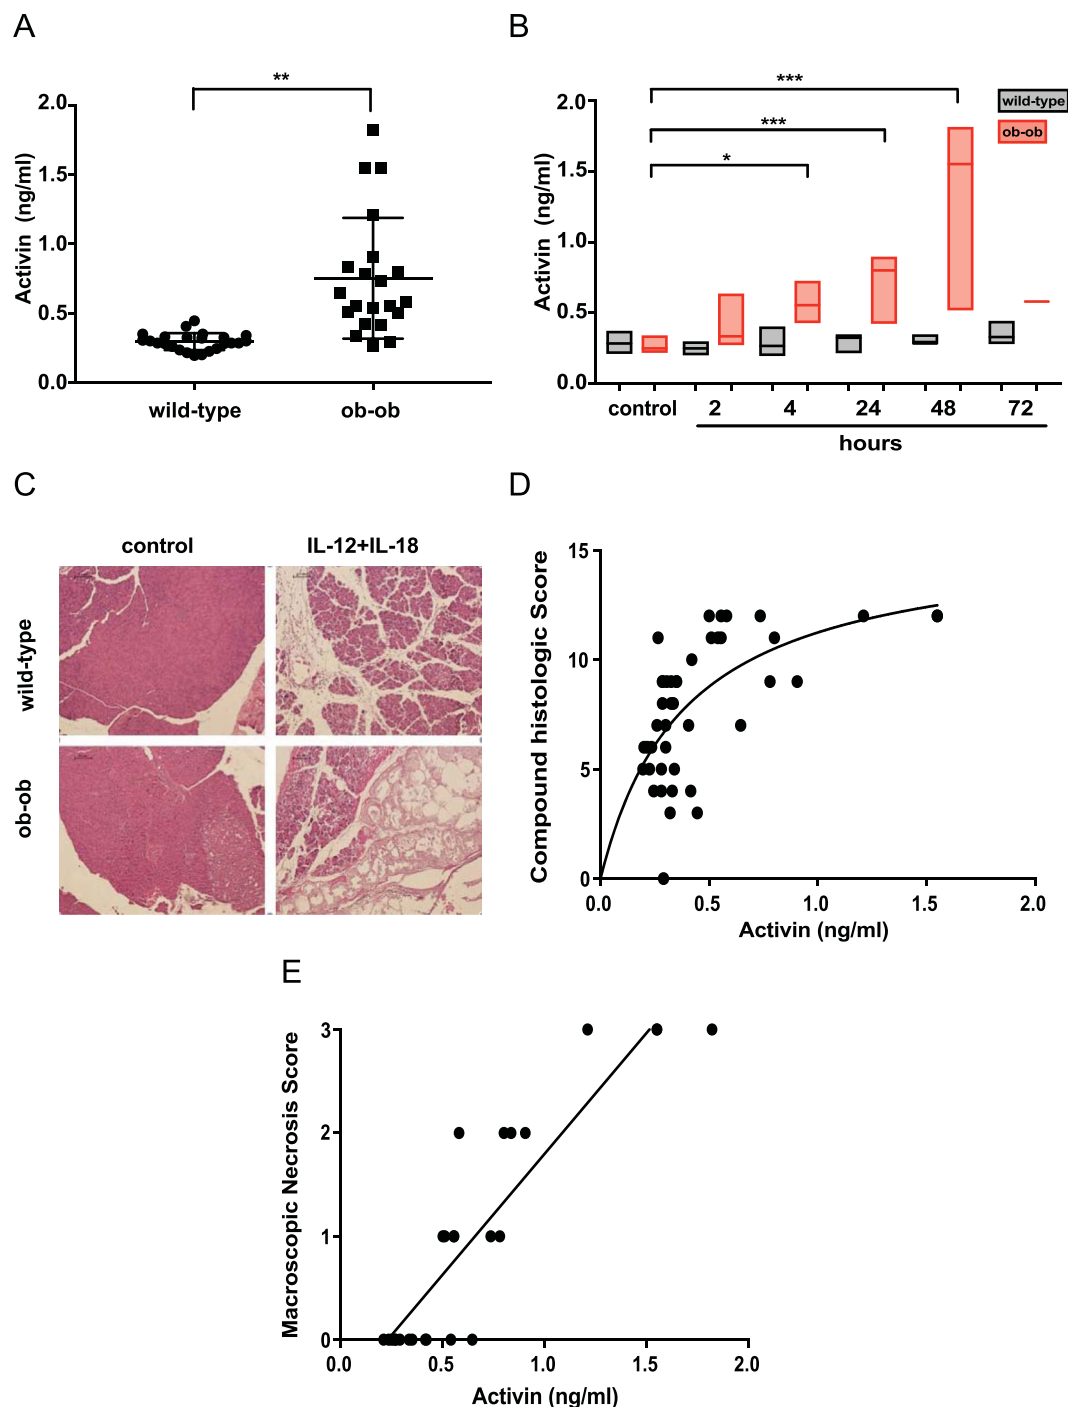 A
B
**
2.0
1.5
1.0
0.5
0.0
Activin (ng/ml)
wild-type
ob-ob
***
***
*
wild-type
ob-ob
2.0
1.5
1.0
0.5
0.0
Activin (ng/ml)
control
2
4
24
48
72
hours
C
D
control
IL-12+IL-18
wild-type
ob-ob
15
10
5
0
Compound histologic Score
0.0
0.5
1.0
1.5
2.0
Activin (ng/ml)
E
3
2
1
0
Macroscopic Necrosis Score
0.0
0.5
1.0
1.5
2.0
Activin (ng/ml)